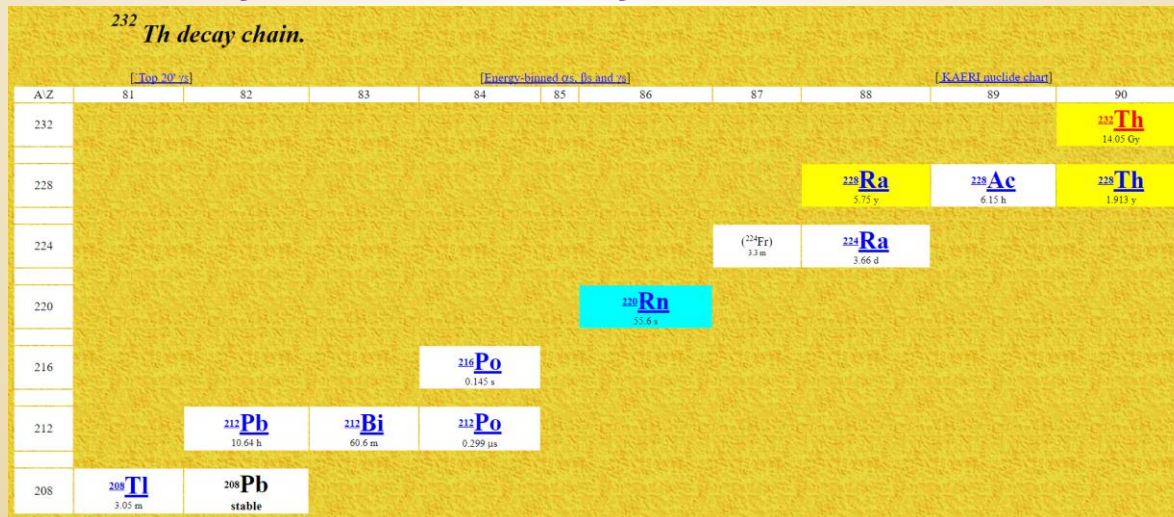 232Th decay chain.
['Top 20' γs] [Energy-binned αs, βs and γs] [KAERI nuclide chart]
A\Z 81 82 83 84 85 86 87 88 89 90
232 232Th
14.05 Gy
228 228Ra 228Ac 228Th
5.75 y 6.15 h 1.913 y
224 (224Fr) 224Ra
3.3 m 3.66 d
220 220Rn
55.6 s
216 216Po
0.145 s
212 212Pb 212Bi 212Po
10.64 h 60.6 m 0.299 μs
208 208Tl 208Pb
3.05 m stable